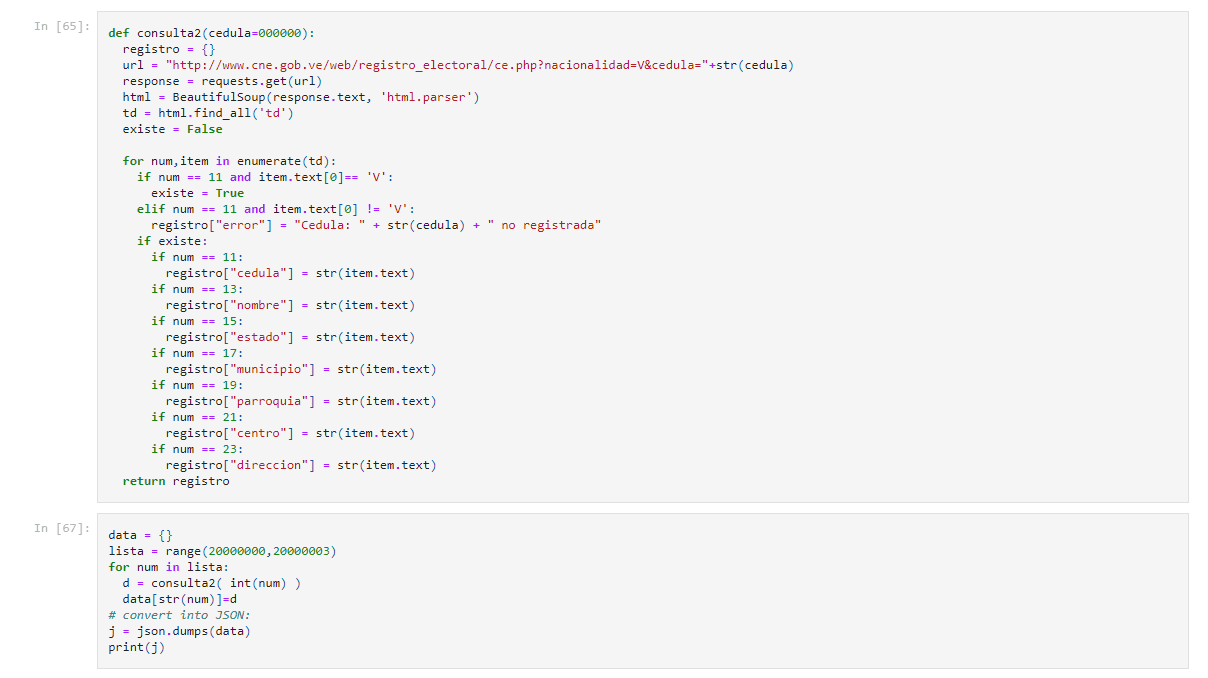 In [65]:
def consulta2(cedula=000000):
  registro = {}
  url = "http://www.cne.gob.ve/web/registro_electoral/ce.php?nacionalidad=V&cedula="+str(cedula)
  response = requests.get(url)
  html = BeautifulSoup(response.text, 'html.parser')
  td = html.find_all('td')
  existe = False

  for num,item in enumerate(td):
    if num == 11 and item.text[0]== 'V':
      existe = True
    elif num == 11 and item.text[0] != 'V':
      registro["error"] = "Cedula: " + str(cedula) + " no registrada"
    if existe:
      if num == 11:
        registro["cedula"] = str(item.text)
      if num == 13:
        registro["nombre"] = str(item.text)
      if num == 15:
        registro["estado"] = str(item.text)
      if num == 17:
        registro["municipio"] = str(item.text)
      if num == 19:
        registro["parroquia"] = str(item.text)
      if num == 21:
        registro["centro"] = str(item.text)
      if num == 23:
        registro["direccion"] = str(item.text)
  return registro
In [67]:
data = {}
lista = range(20000000,20000003)
for num in lista:
  d = consulta2( int(num) )
  data[str(num)]=d
# convert into JSON:
j = json.dumps(data)
print(j)